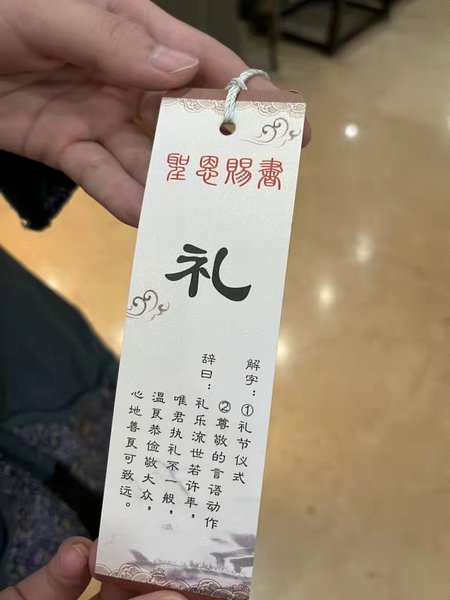 聖恩賜書
礼
解字：①礼节仪式
②尊敬的言语动作
辞曰：礼乐流世若许年，
唯君执礼不一般，
温良恭俭敬大众，
心地善良可致远。